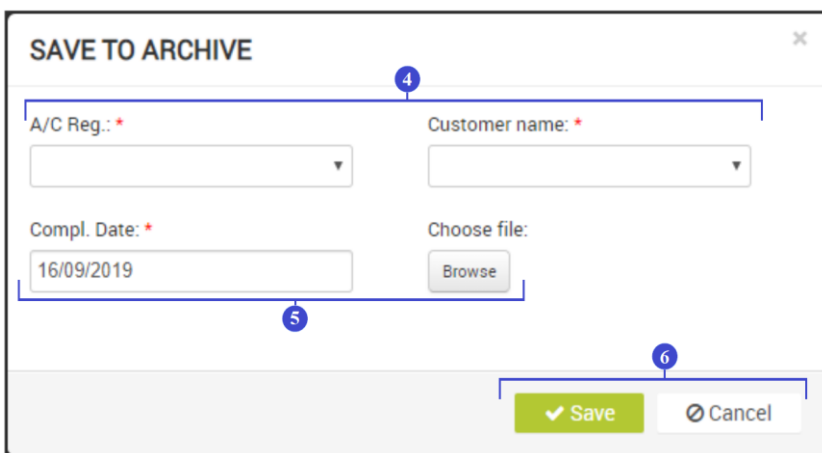 SAVE TO ARCHIVE ×
4
A/C Reg.: * Customer name: *
Compl. Date: * Choose file:
16/09/2019 Browse
5
6
Save Cancel